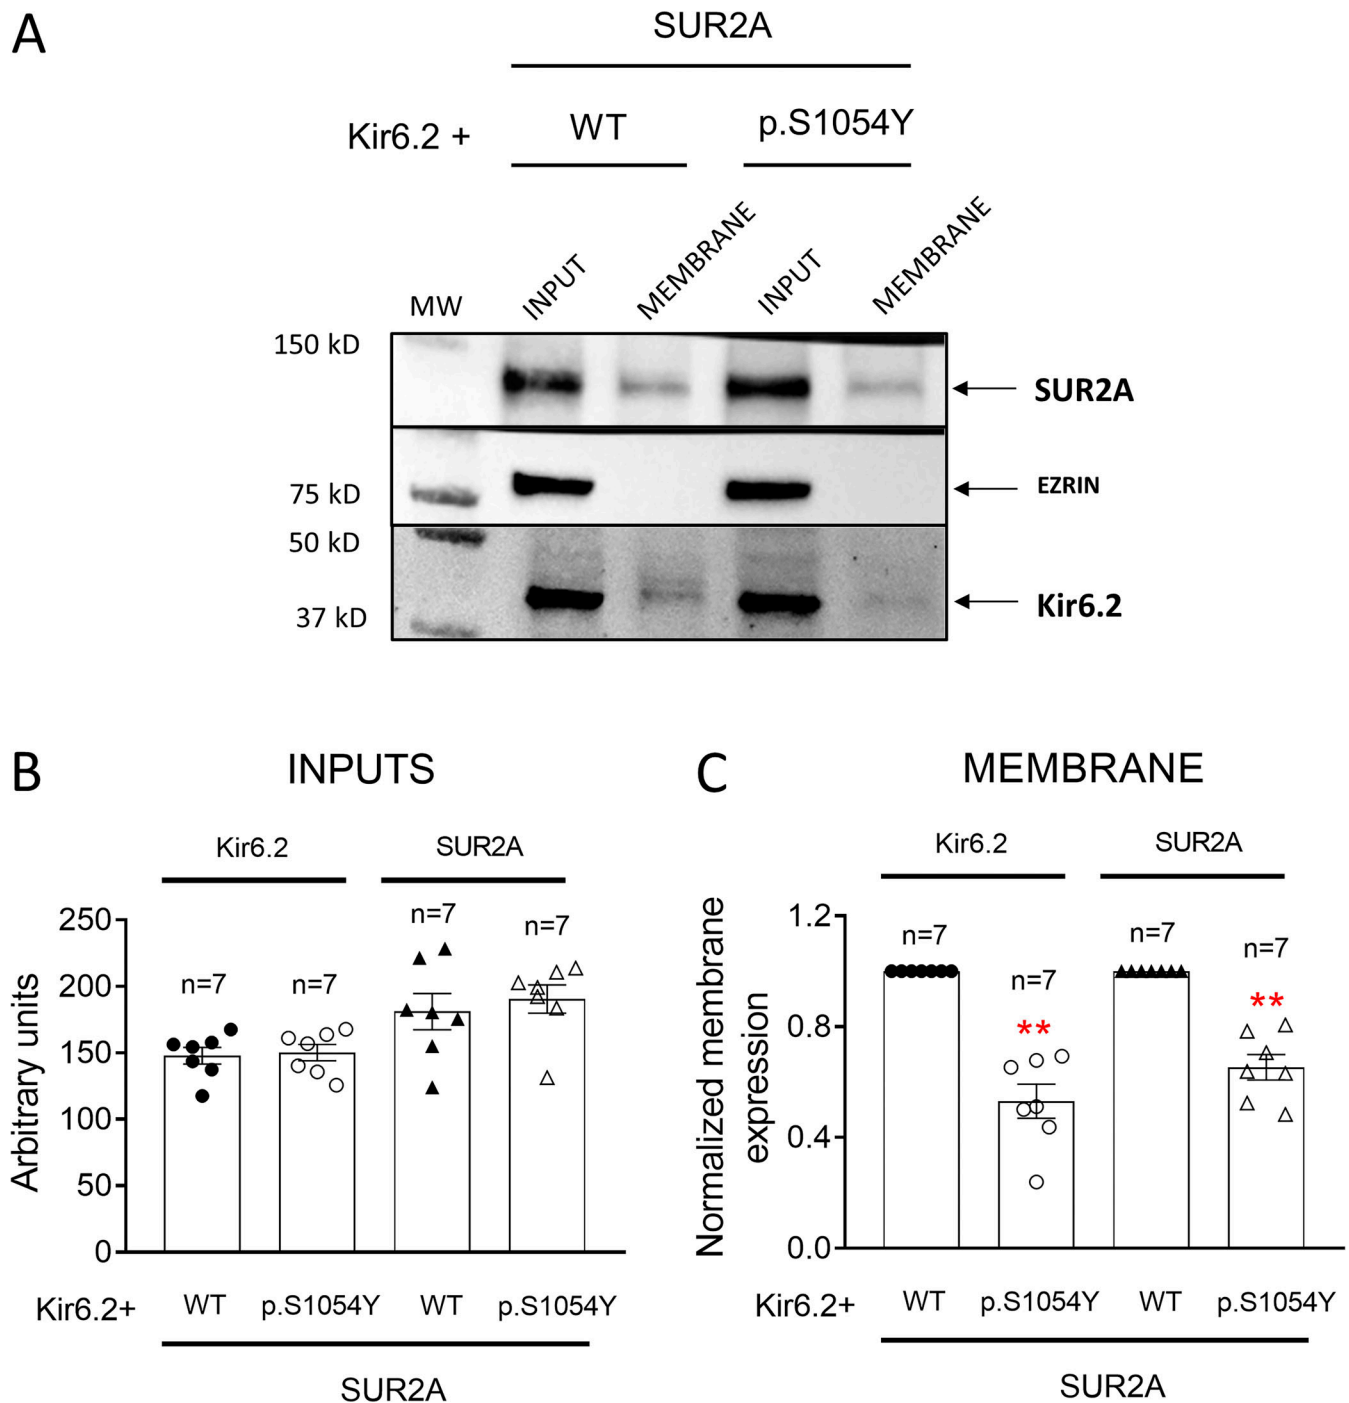 A
SUR2A
Kir6.2 +
WT
p.S1054Y
MW
INPUT
MEMBRANE
INPUT
MEMBRANE
150 kD
SUR2A
75 kD
EZRIN
50 kD
37 kD
Kir6.2
B
INPUTS
Kir6.2
SUR2A
Arbitrary units
250
200
150
100
50
0
n=7
n=7
n=7
n=7
Kir6.2+
WT
p.S1054Y
WT
p.S1054Y
SUR2A
C
MEMBRANE
Kir6.2
SUR2A
Normalized membrane
expression
1.2
0.8
0.4
0.0
n=7
n=7
**
n=7
n=7
**
Kir6.2+
WT
p.S1054Y
WT
p.S1054Y
SUR2A